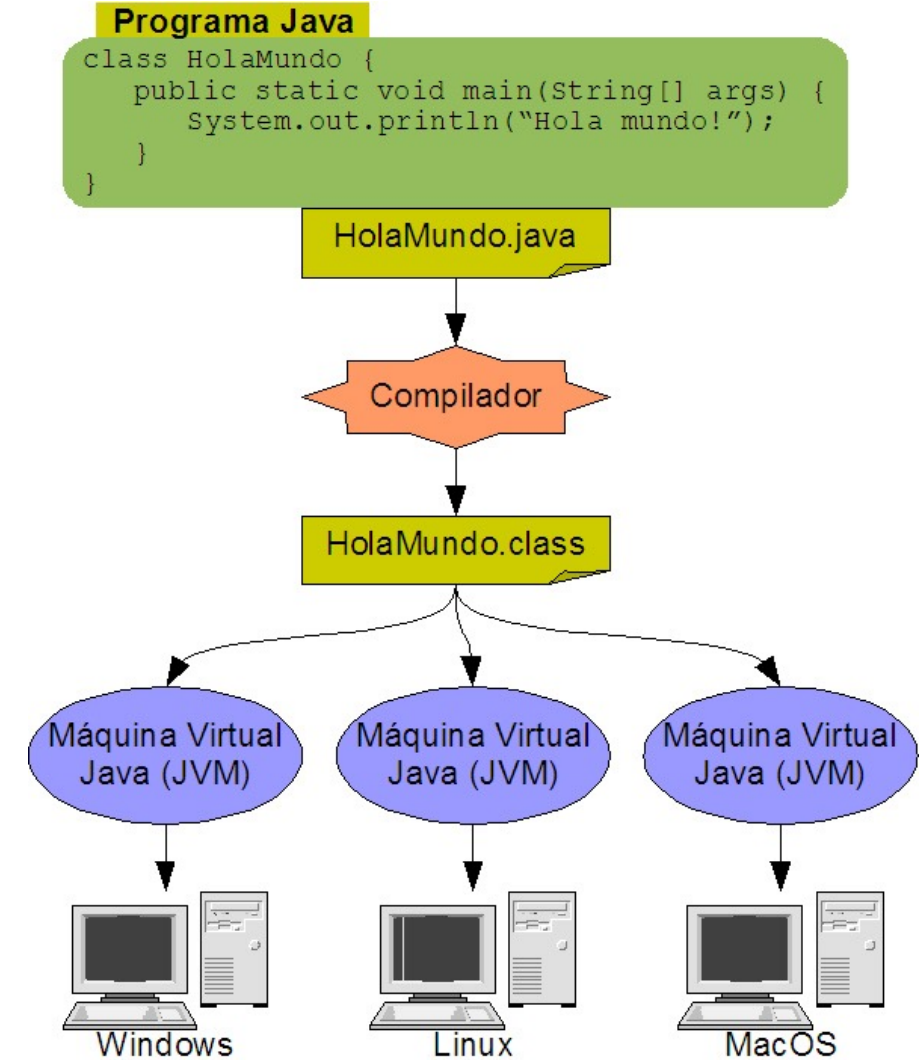 Programa Java
class HolaMundo {
public static void main(String[] args) {
System.out.println(“Hola mundo!”);
}
}
HolaMundo.java
Compilador
HolaMundo.class
Máquina Virtual
Java (JVM)
Máquina Virtual
Java (JVM)
Máquina Virtual
Java (JVM)
Windows
Linux
MacOS